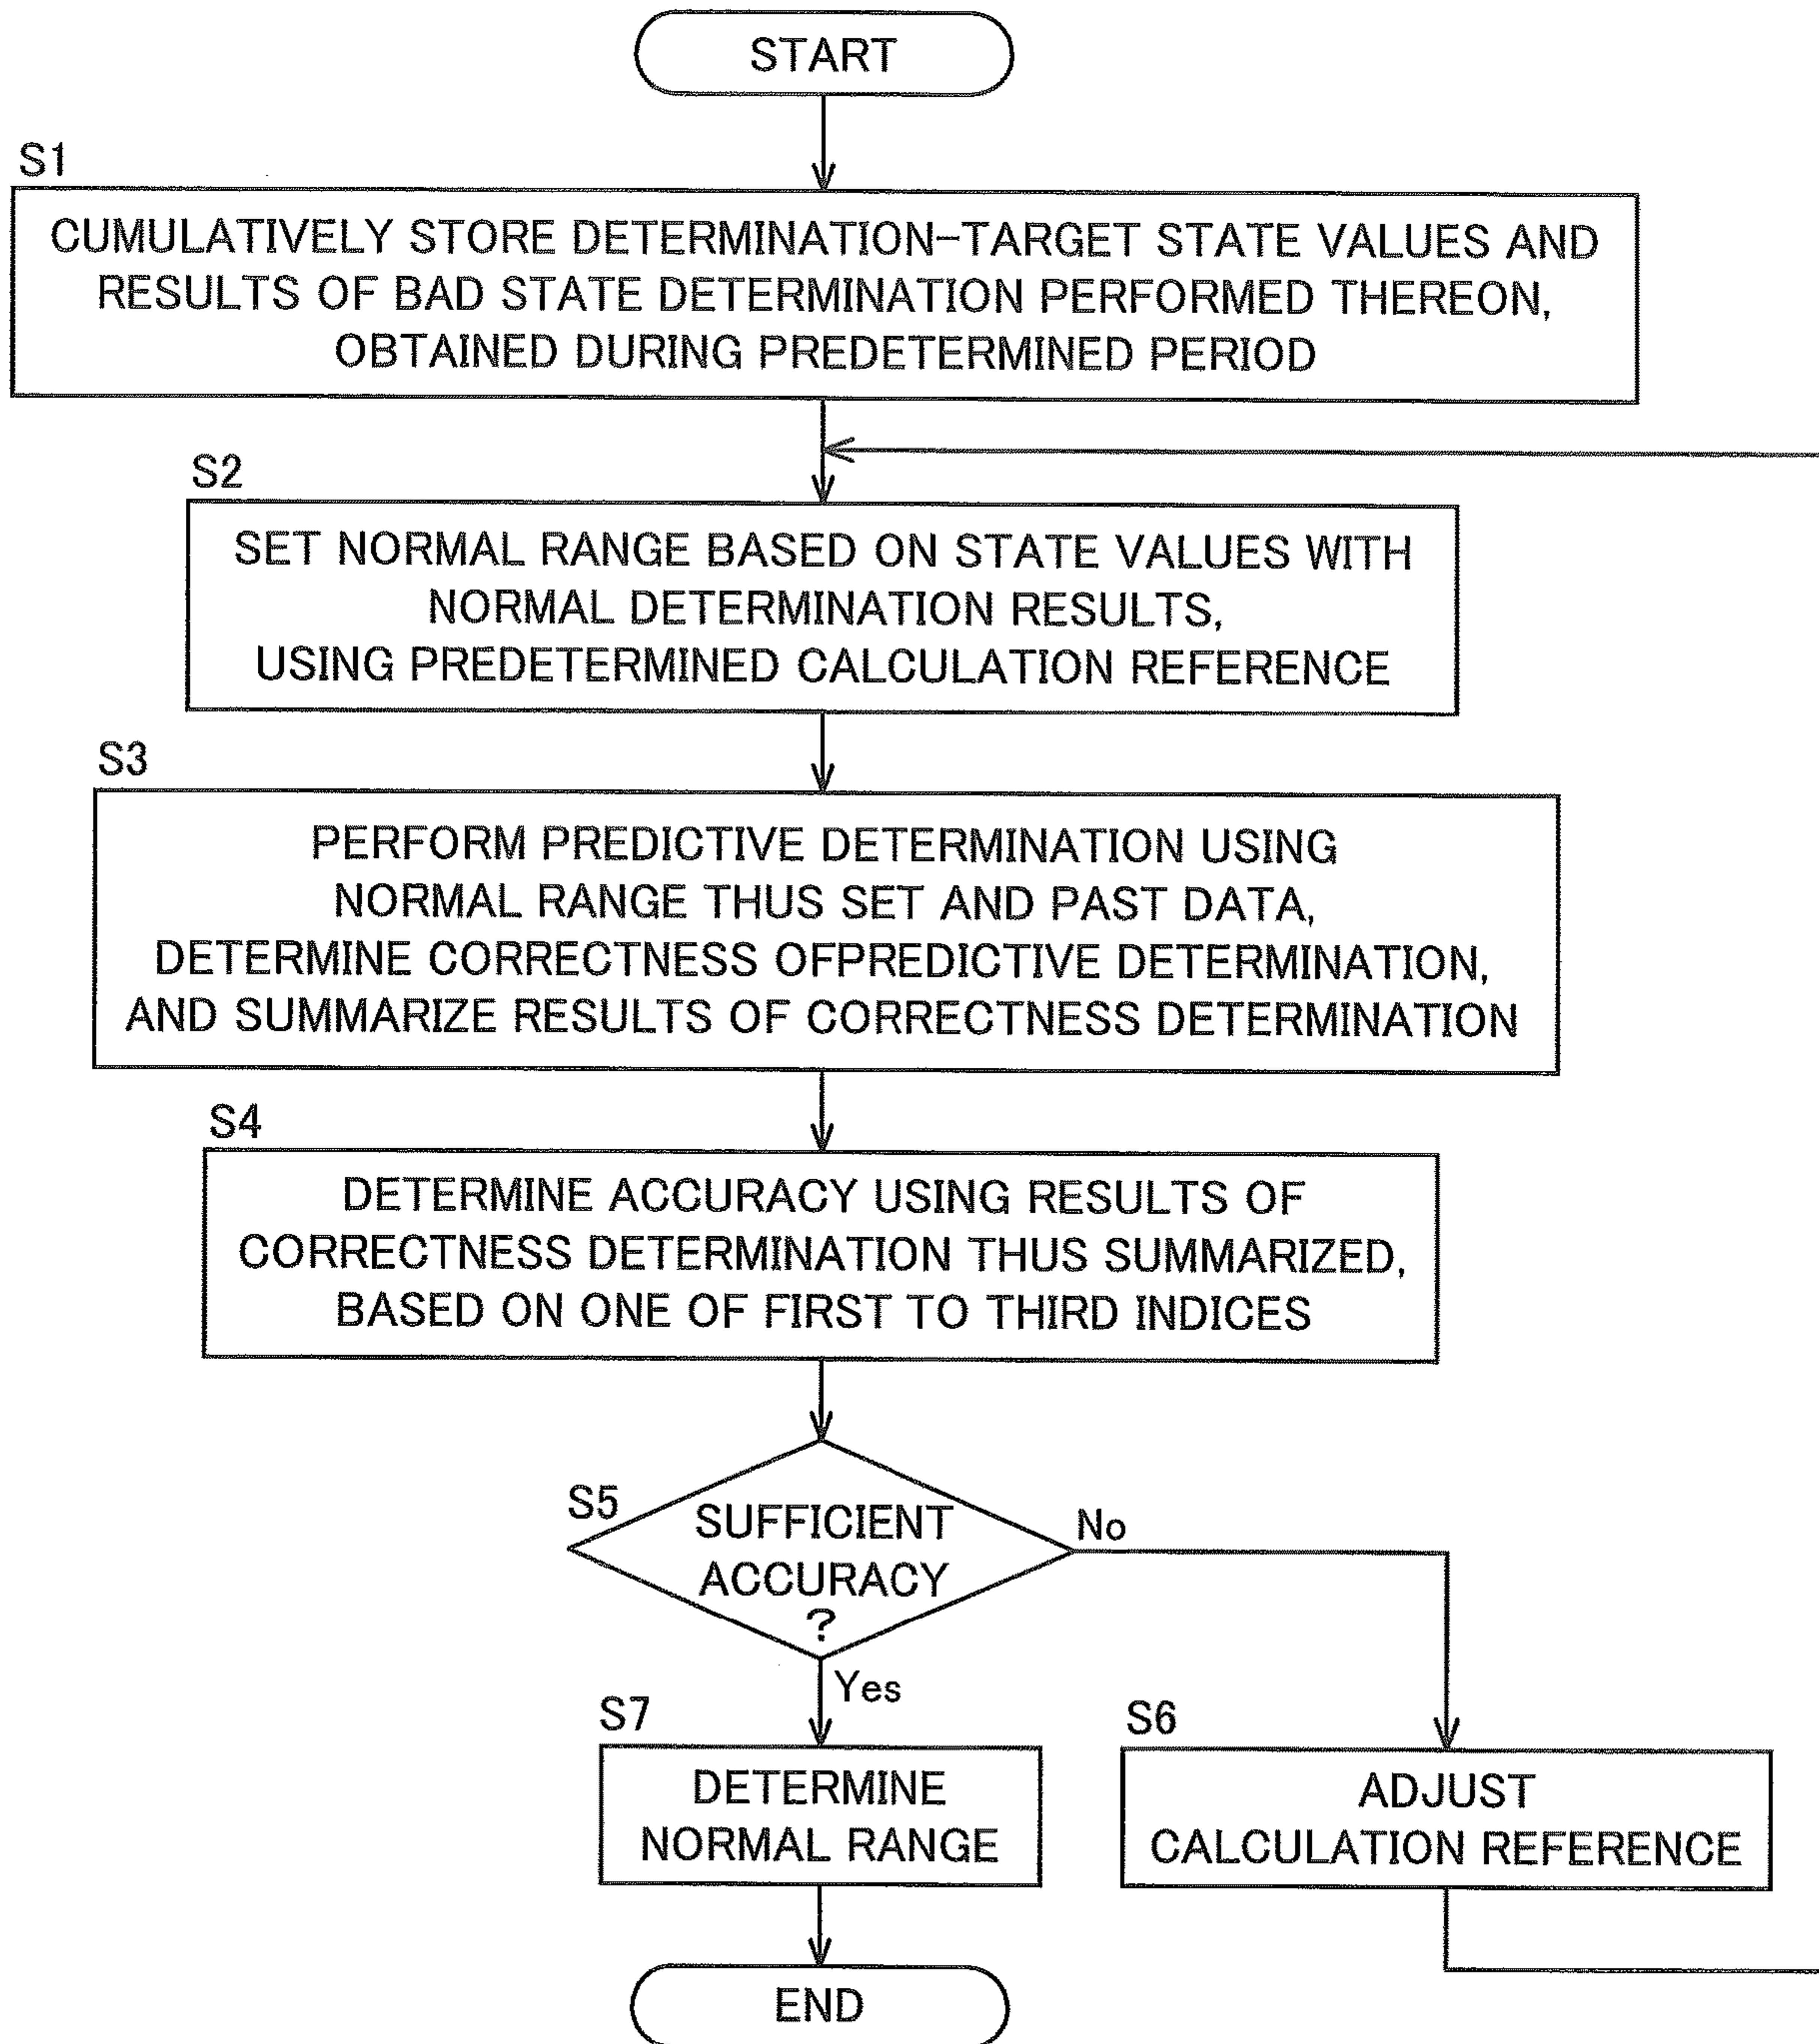 START
S1
CUMULATIVELY STORE DETERMINATION-TARGET STATE VALUES AND
RESULTS OF BAD STATE DETERMINATION PERFORMED THEREON,
OBTAINED DURING PREDETERMINED PERIOD
S2
SET NORMAL RANGE BASED ON STATE VALUES WITH
NORMAL DETERMINATION RESULTS,
USING PREDETERMINED CALCULATION REFERENCE
S3
PERFORM PREDICTIVE DETERMINATION USING
NORMAL RANGE THUS SET AND PAST DATA,
DETERMINE CORRECTNESS OFPREDICTIVE DETERMINATION,
AND SUMMARIZE RESULTS OF CORRECTNESS DETERMINATION
S4
DETERMINE ACCURACY USING RESULTS OF
CORRECTNESS DETERMINATION THUS SUMMARIZED,
BASED ON ONE OF FIRST TO THIRD INDICES
S5
SUFFICIENT
ACCURACY
?
No
Yes
S7
DETERMINE
NORMAL RANGE
S6
ADJUST
CALCULATION REFERENCE
END